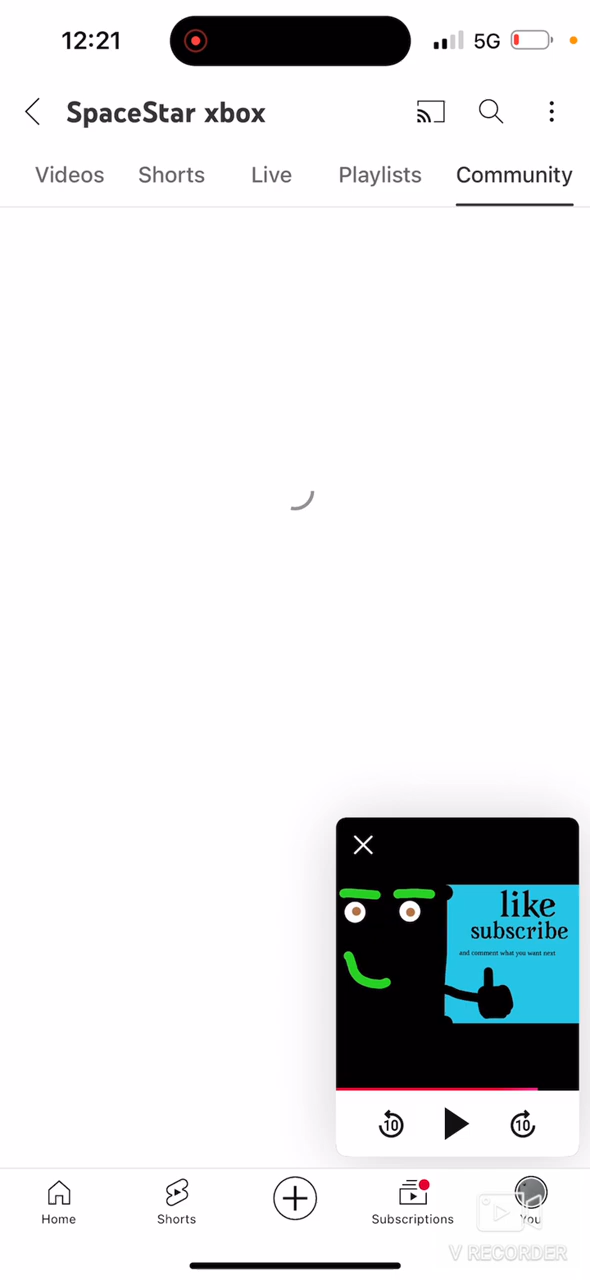 12:21 5G
SpaceStar xbox
Videos Shorts Live Playlists Community
like
subscribe
and comment what you want next
10 10
Home Shorts Subscriptions You
V RECORDER